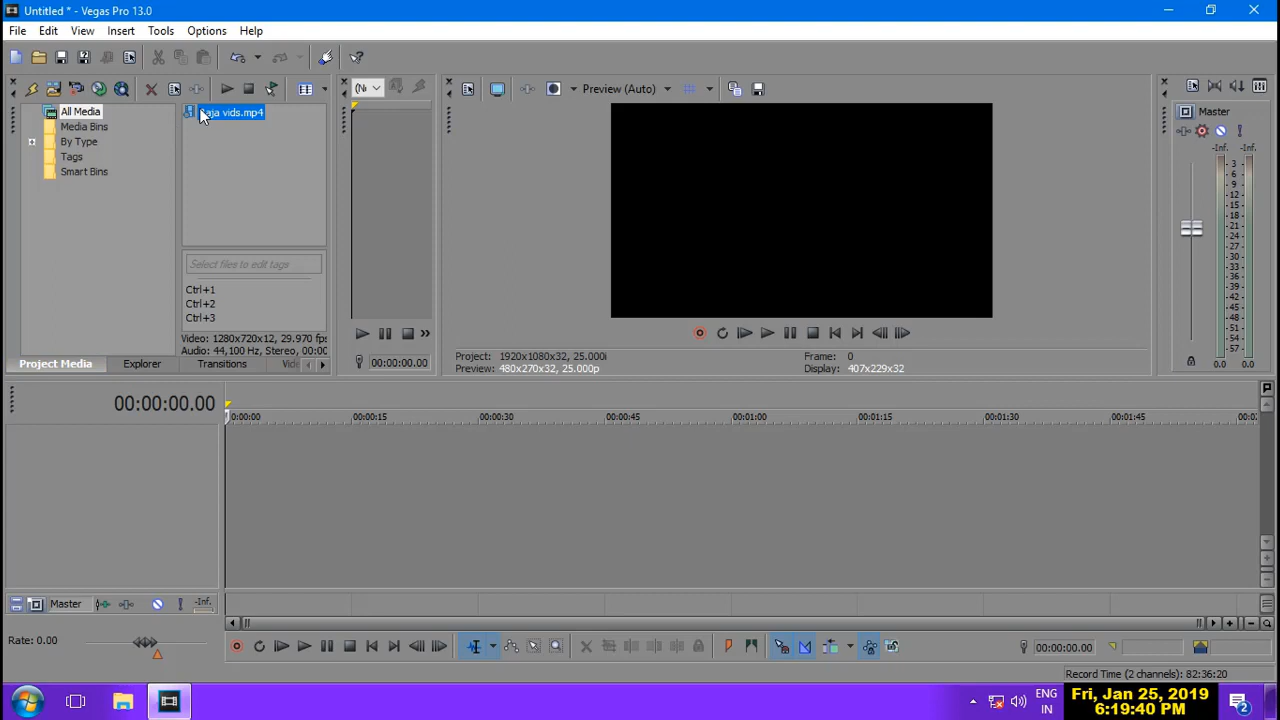 Untitled * - Vegas Pro 13.0
File Edit View Insert Tools Options Help
(N
Preview (Auto)
Master
All Media
Media Bins
By Type
Tags
Smart Bins
vids.mp4
Select files to edit tags
Ctrl+1
Ctrl+2
Ctrl+3
Video: 1280x720x12, 29.970 fps
Audio: 44,100 Hz, Stereo, 00:00
Project Media Explorer Transitions
00:00:00.00
Project: 1920x1080x32, 25.000i
Preview: 480x270x32, 25.000p
Frame: 0
Display: 407x229x32
-Inf. -Inf.
3
6
9
12
15
18
21
24
27
30
33
36
39
42
45
48
51
54
57
0.0 0.0
00:00:00.00
0:00:00 00:00:15 00:00:30 00:00:45 00:01:00 00:01:15 00:01:30 00:01:45 00:0
Master -Inf.
Rate: 0.00
00:00:00.00
Record Time (2 channels): 82:36:20
ENG
IN
Fri, Jan 25, 2019
6:19:40 PM
2